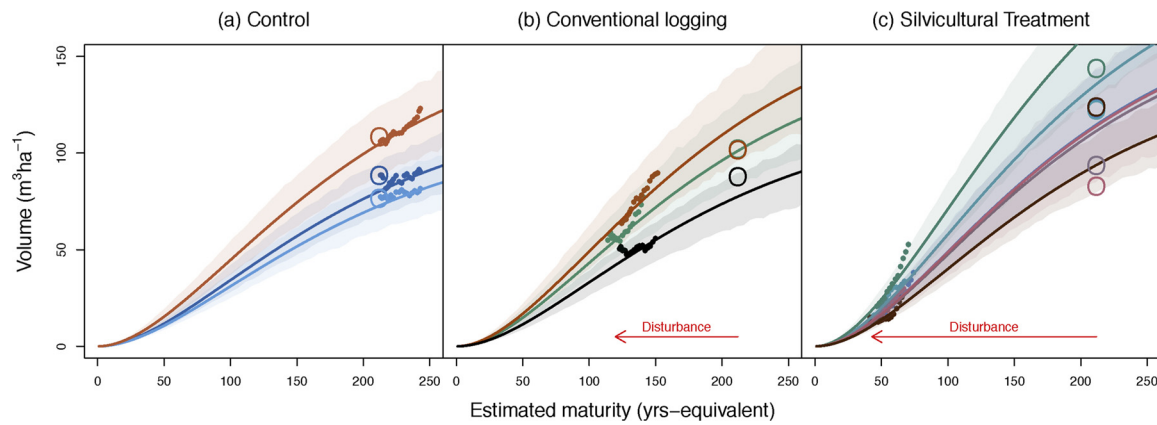 (a) Control
(b) Conventional logging
(c) Silvicultural Treatment
Volume (m³ha⁻¹)
150
100
50
0
Disturbance
Disturbance
0 50 100 150 200 250
0 50 100 150 200 250
0 50 100 150 200 250
Estimated maturity (yrs−equivalent)